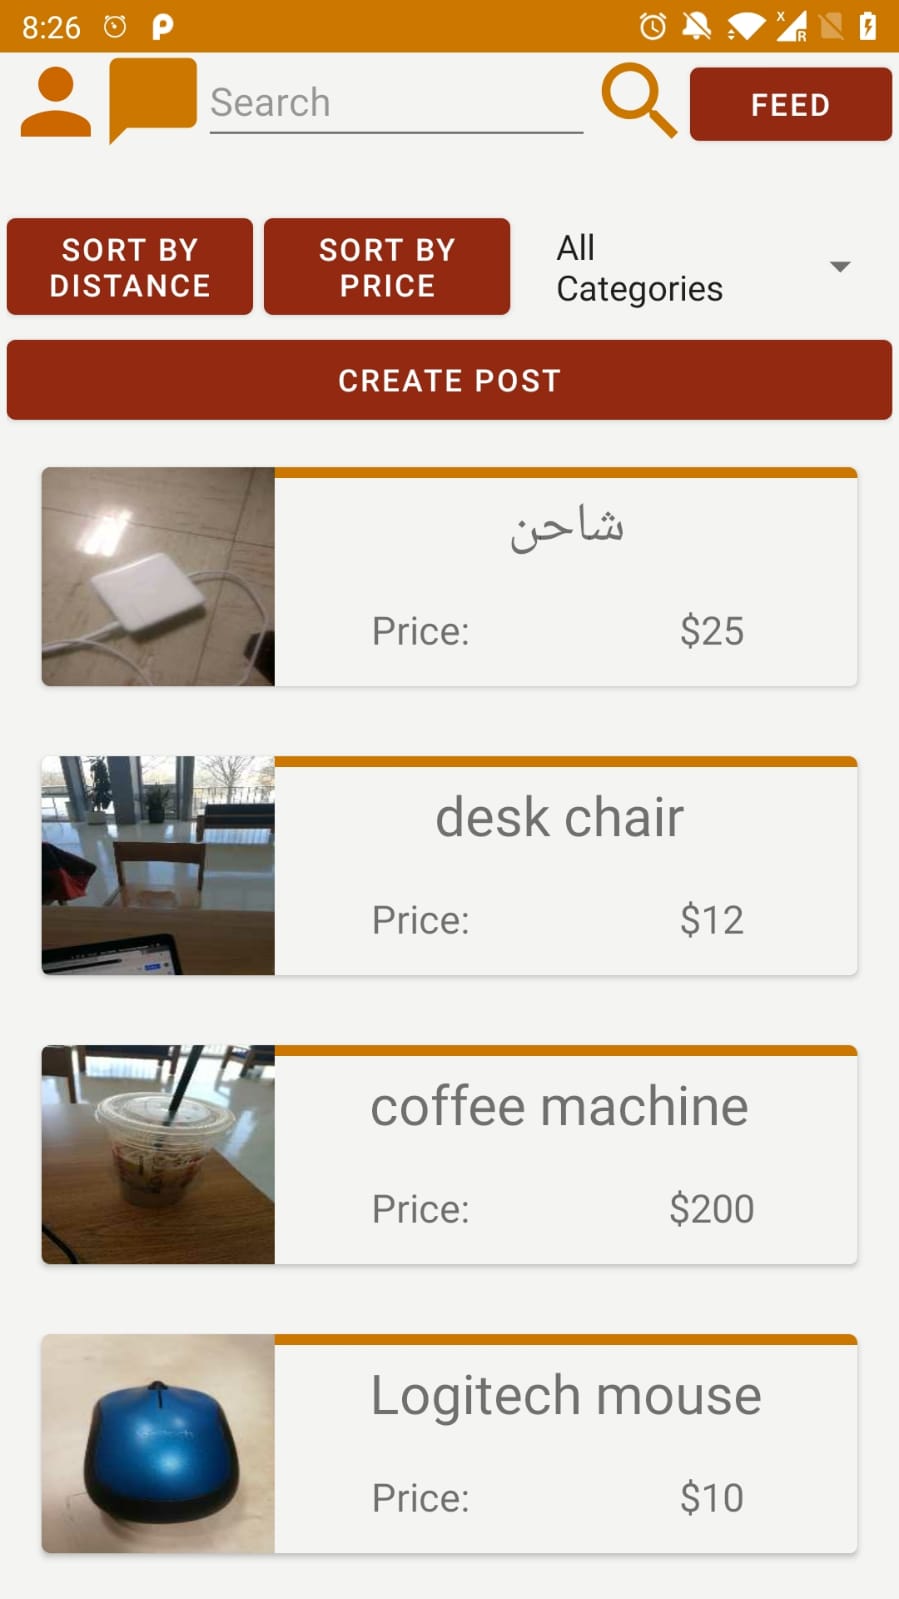 8:26
Search
FEED
SORT BY
DISTANCE
SORT BY
PRICE
All
Categories
CREATE POST
شاحن
Price: $25
desk chair
Price: $12
coffee machine
Price: $200
Logitech mouse
Price: $10